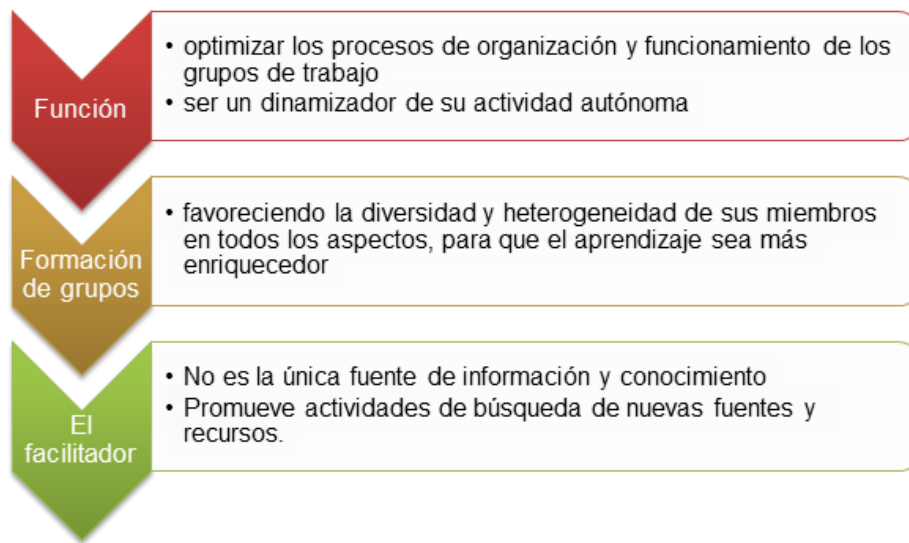 Función
• optimizar los procesos de organización y funcionamiento de los
grupos de trabajo
• ser un dinamizador de su actividad autónoma
Formación
de grupos
• favoreciendo la diversidad y heterogeneidad de sus miembros
en todos los aspectos, para que el aprendizaje sea más
enriquecedor
El
facilitador
• No es la única fuente de información y conocimiento
• Promueve actividades de búsqueda de nuevas fuentes y
recursos.